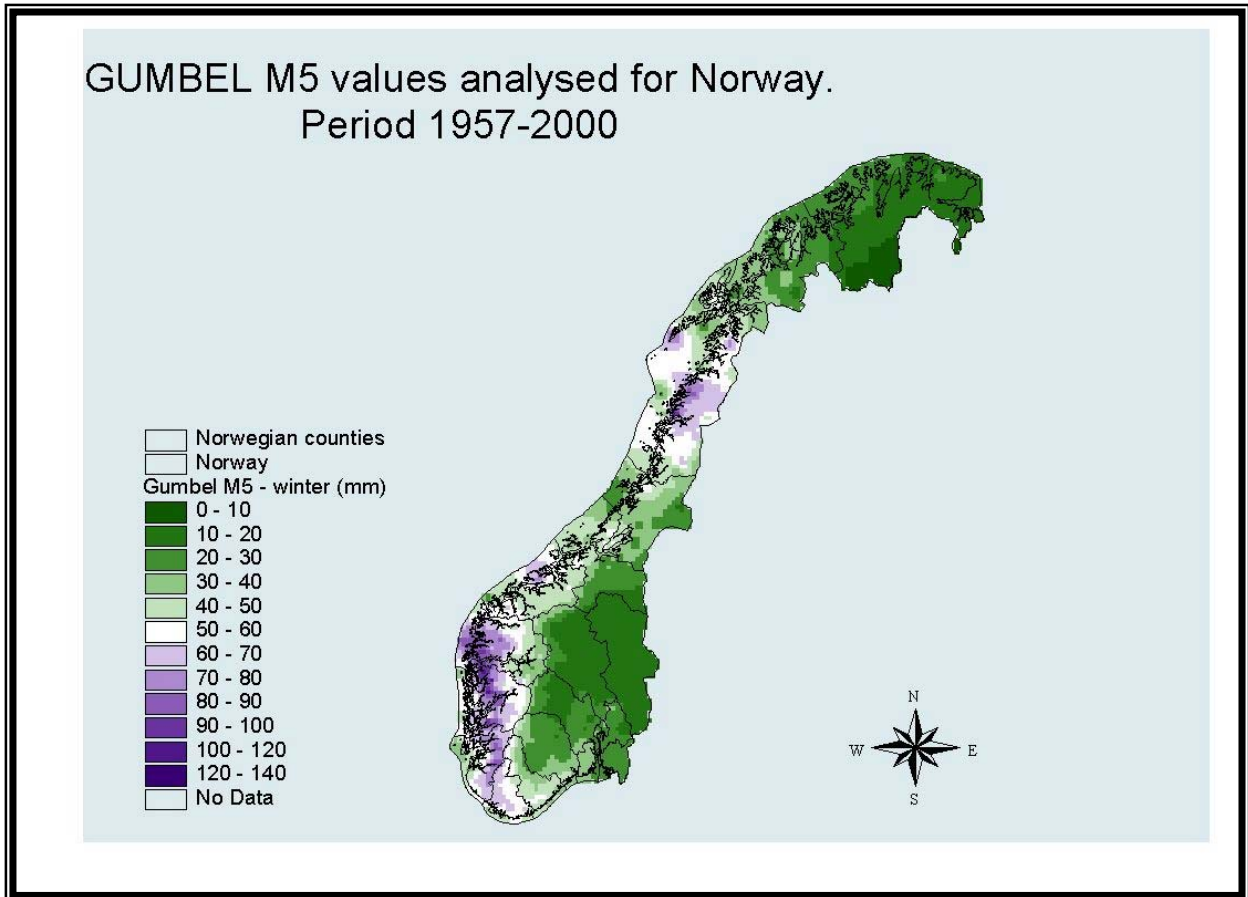 GUMBEL M5 values analysed for Norway.
Period 1957-2000
Norwegian counties
Norway
Gumbel M5 - winter (mm)
0 - 10
10 - 20
20 - 30
30 - 40
40 - 50
50 - 60
60 - 70
70 - 80
80 - 90
90 - 100
100 - 120
120 - 140
No Data
N
W
E
S